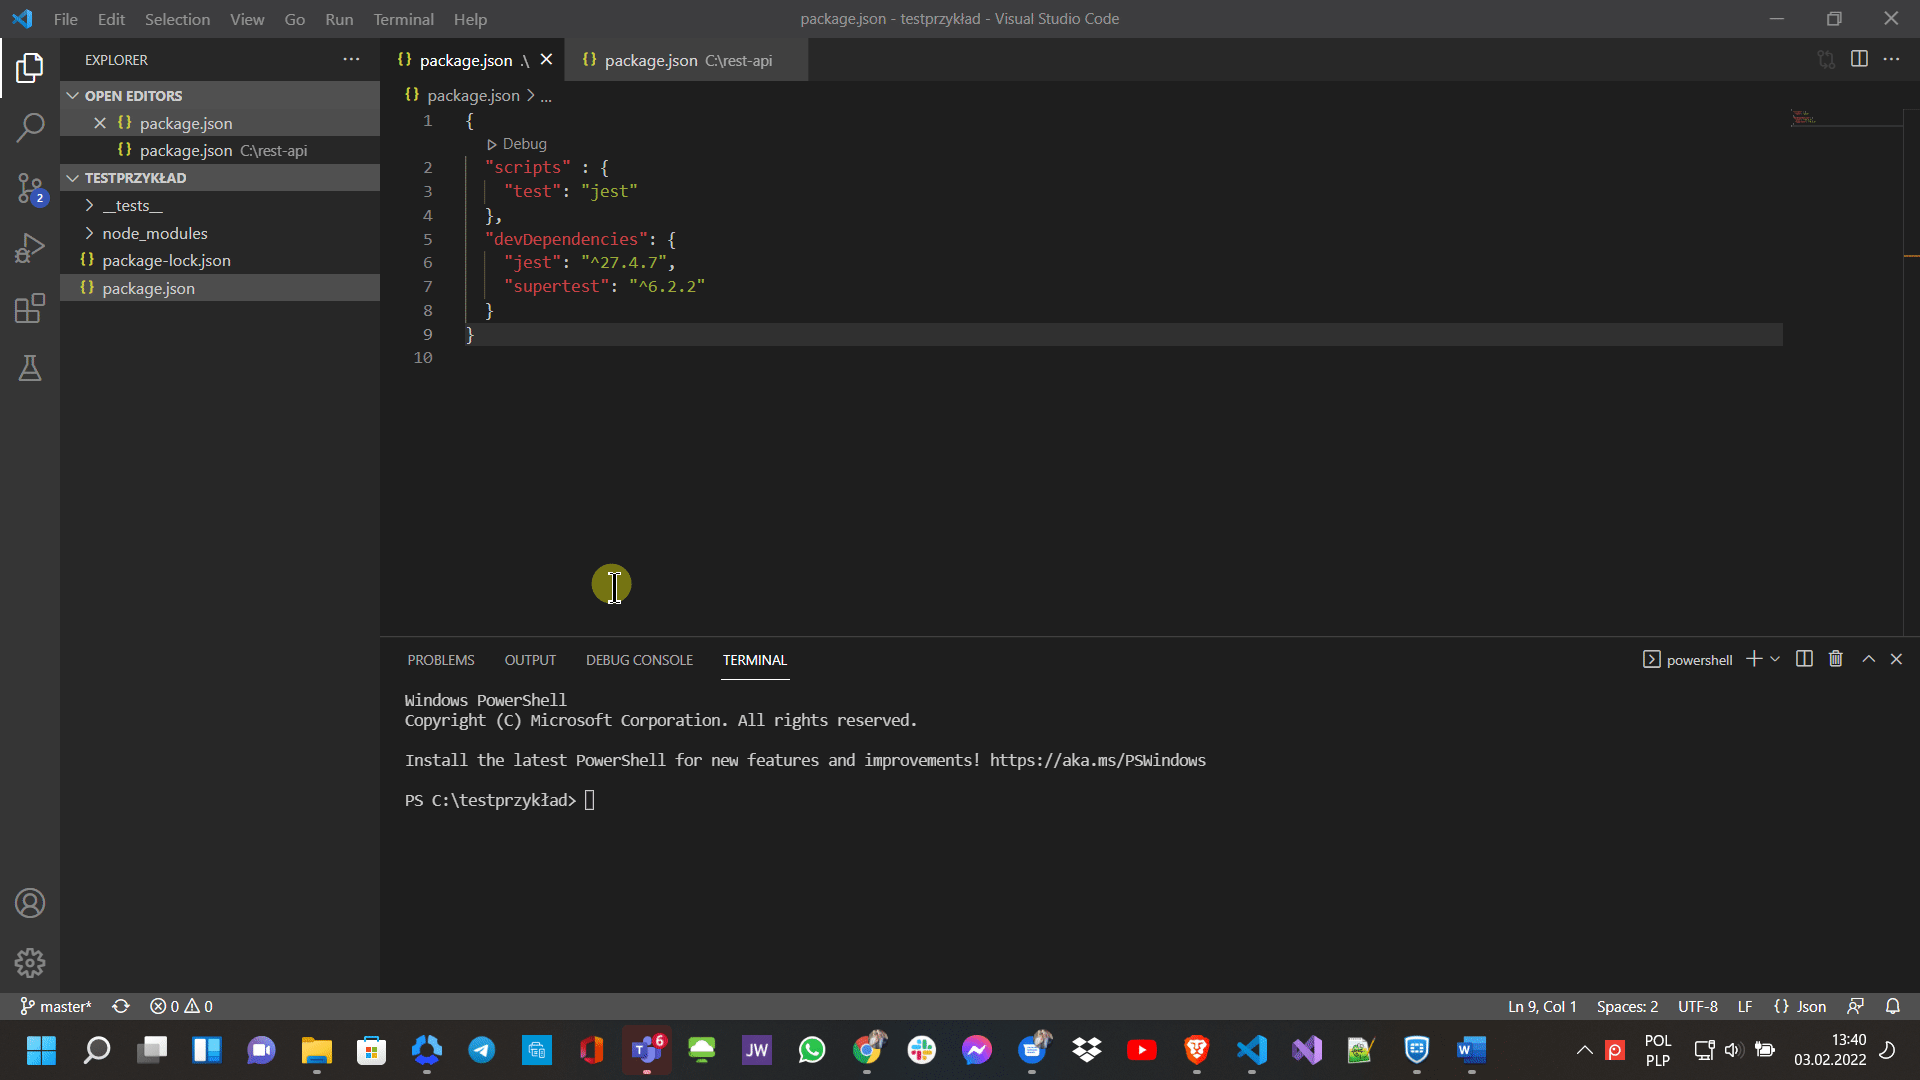 File Edit Selection View Go Run Terminal Help
package.json - testprzykład - Visual Studio Code
EXPLORER
OPEN EDITORS
package.json
package.json C:\rest-api
TESTPRZYKŁAD
__tests__
node_modules
package-lock.json
package.json
2
package.json .\
package.json C:\rest-api
package.json > ...
1 {
Debug
2 "scripts" : {
3 "test": "jest"
4 },
5 "devDependencies": {
6 "jest": "^27.4.7",
7 "supertest": "^6.2.2"
8 }
9 }
10
PROBLEMS OUTPUT DEBUG CONSOLE TERMINAL
powershell
Windows PowerShell
Copyright (C) Microsoft Corporation. All rights reserved.
Install the latest PowerShell for new features and improvements! https://aka.ms/PSWindows
PS C:\testprzykład>
master* 0 0
Ln 9, Col 1 Spaces: 2 UTF-8 LF {} Json
6
JW
W
POL
PLP
13:40
03.02.2022